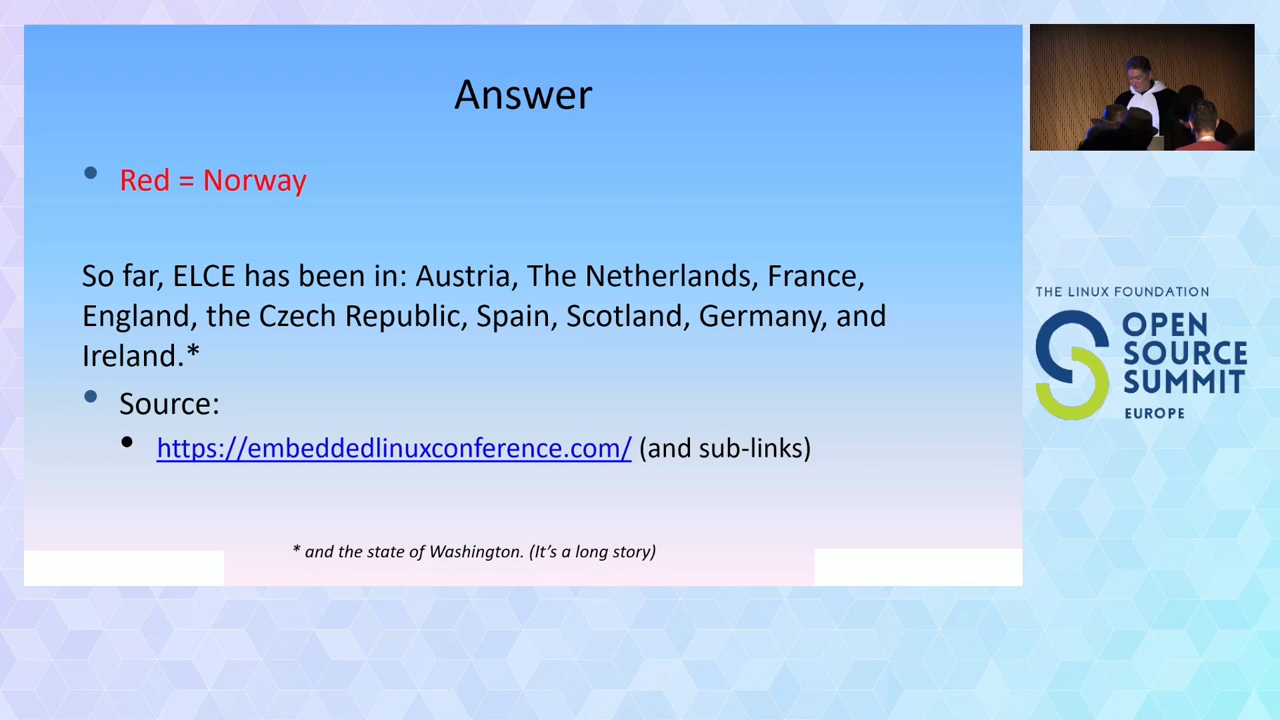 Answer
Red = Norway
So far, ELCE has been in: Austria, The Netherlands, France,
England, the Czech Republic, Spain, Scotland, Germany, and
Ireland.*
Source:
https://embeddedlinuxconference.com/ (and sub-links)
* and the state of Washington. (It's a long story)
THE LINUX FOUNDATION
OPEN
SOURCE
SUMMIT
EUROPE